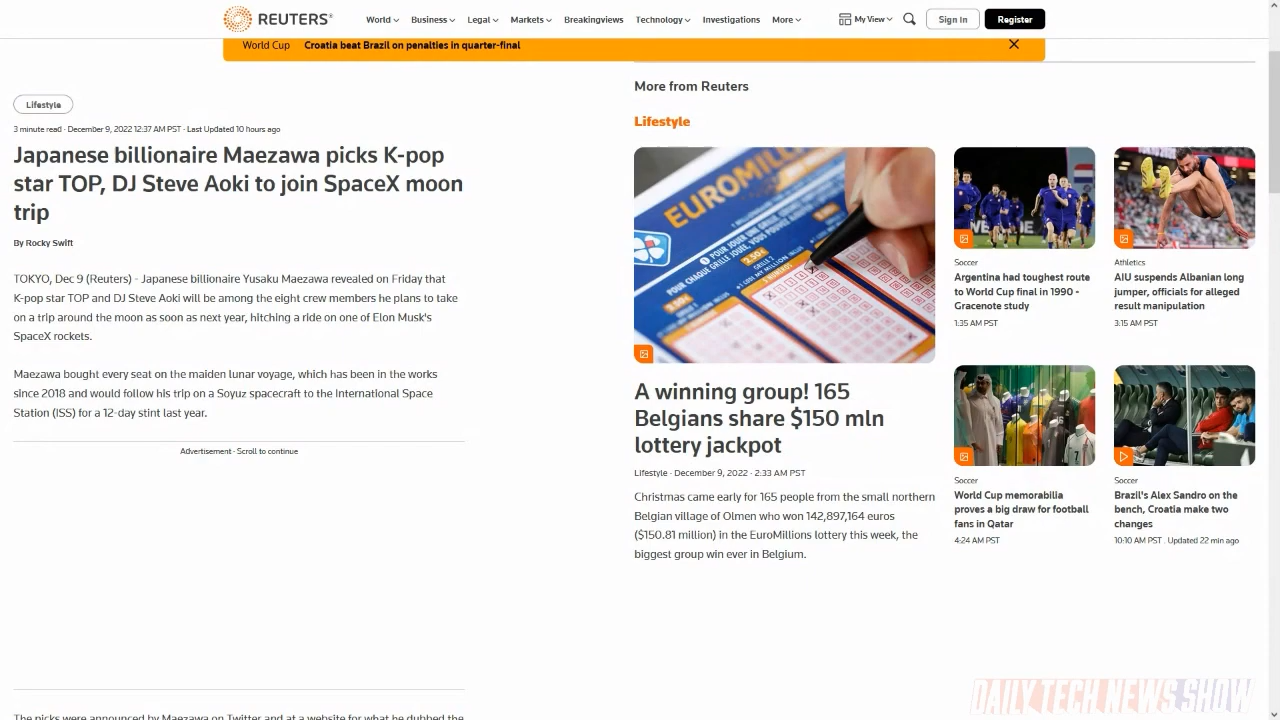 REUTERS®
World
Business
Legal
Markets
Breakingviews
Technology
Investigations
More
My View
Sign In
Register
World Cup Croatia beat Brazil on penalties in quarter-final
Lifestyle
3 minute read · December 9, 2022 12:37 AM PST · Last Updated 10 hours ago
Japanese billionaire Maezawa picks K-pop
star TOP, DJ Steve Aoki to join SpaceX moon
trip
By Rocky Swift
TOKYO, Dec 9 (Reuters) - Japanese billionaire Yusaku Maezawa revealed on Friday that
K-pop star TOP and DJ Steve Aoki will be among the eight crew members he plans to take
on a trip around the moon as soon as next year, hitching a ride on one of Elon Musk's
SpaceX rockets.
Maezawa bought every seat on the maiden lunar voyage, which has been in the works
since 2018 and would follow his trip on a Soyuz spacecraft to the International Space
Station (ISS) for a 12-day stint last year.
Advertisement · Scroll to continue
The picks were announced by Maezawa on Twitter and at a website for what he dubbed the
More from Reuters
Lifestyle
EUROMILL
A winning group! 165
Belgians share $150 mln
lottery jackpot
Lifestyle · December 9, 2022 · 2:33 AM PST
Christmas came early for 165 people from the small northern
Belgian village of Olmen who won 142,897,164 euros
($150.81 million) in the EuroMillions lottery this week, the
biggest group win ever in Belgium.
Soccer
Argentina had toughest route
to World Cup final in 1990 -
Gracenote study
1:35 AM PST
Athletics
AIU suspends Albanian long
jumper, officials for alleged
result manipulation
3:15 AM PST
Soccer
World Cup memorabilia
proves a big draw for football
fans in Qatar
4:24 AM PST
Soccer
Brazil's Alex Sandro on the
bench, Croatia make two
changes
10:10 AM PST . Updated 22 min ago
DAILY TECH NEWS SHOW